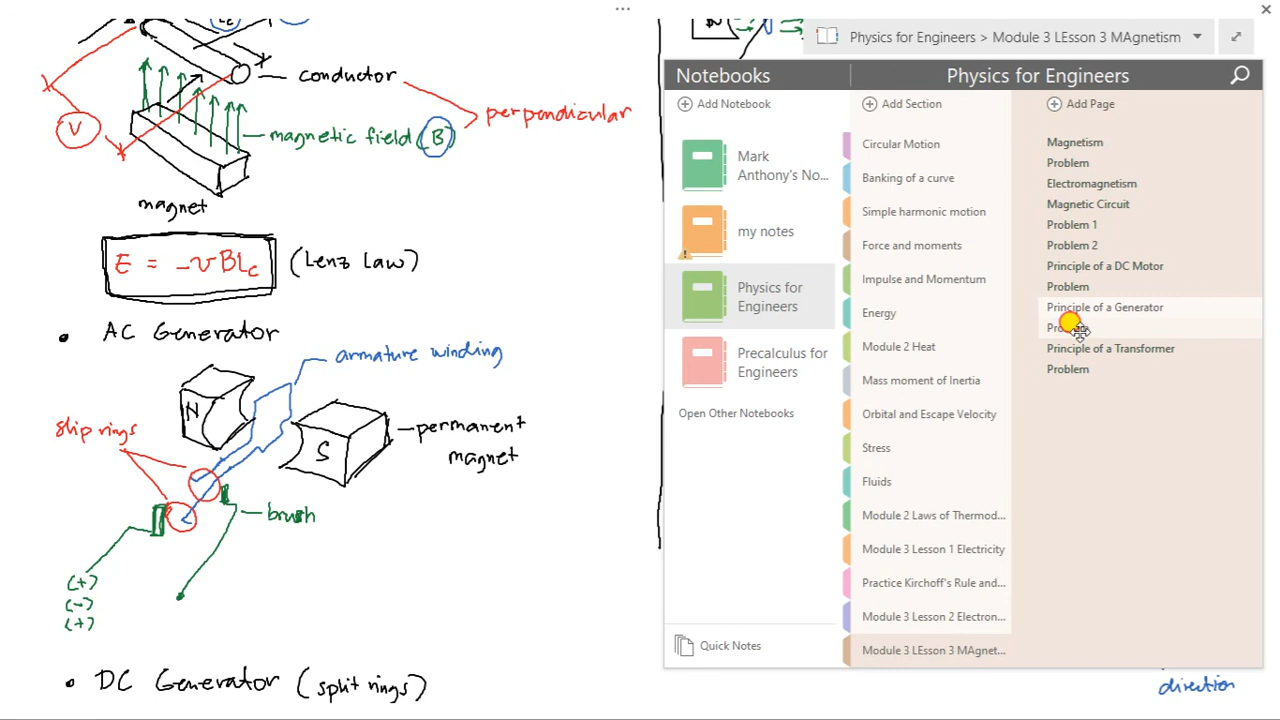 Lc
conductor
perpendicular
V
magnetic field (B)
magnet
E = -vBLc (Lenz Law)
• AC Generator
armature winding
N
slip rings
S
permanent
magnet
brush
(+)
(-)
(+)
• DC Generator (split rings)
N
Physics for Engineers > Module 3 LEsson 3 MAgnetism
Notebooks
Physics for Engineers
Add Notebook
Add Section
Add Page
Mark
Anthony's No...
my notes
Physics for
Engineers
Precalculus for
Engineers
Open Other Notebooks
Quick Notes
Circular Motion
Banking of a curve
Simple harmonic motion
Force and moments
Impulse and Momentum
Energy
Module 2 Heat
Mass moment of Inertia
Orbital and Escape Velocity
Stress
Fluids
Module 2 Laws of Thermod...
Module 3 Lesson 1 Electricity
Practice Kirchoff's Rule and...
Module 3 Lesson 2 Electron...
Module 3 LEsson 3 MAgnet...
Magnetism
Problem
Electromagnetism
Magnetic Circuit
Problem 1
Problem 2
Principle of a DC Motor
Problem
Principle of a Generator
Principle of a Transformer
Problem
direction